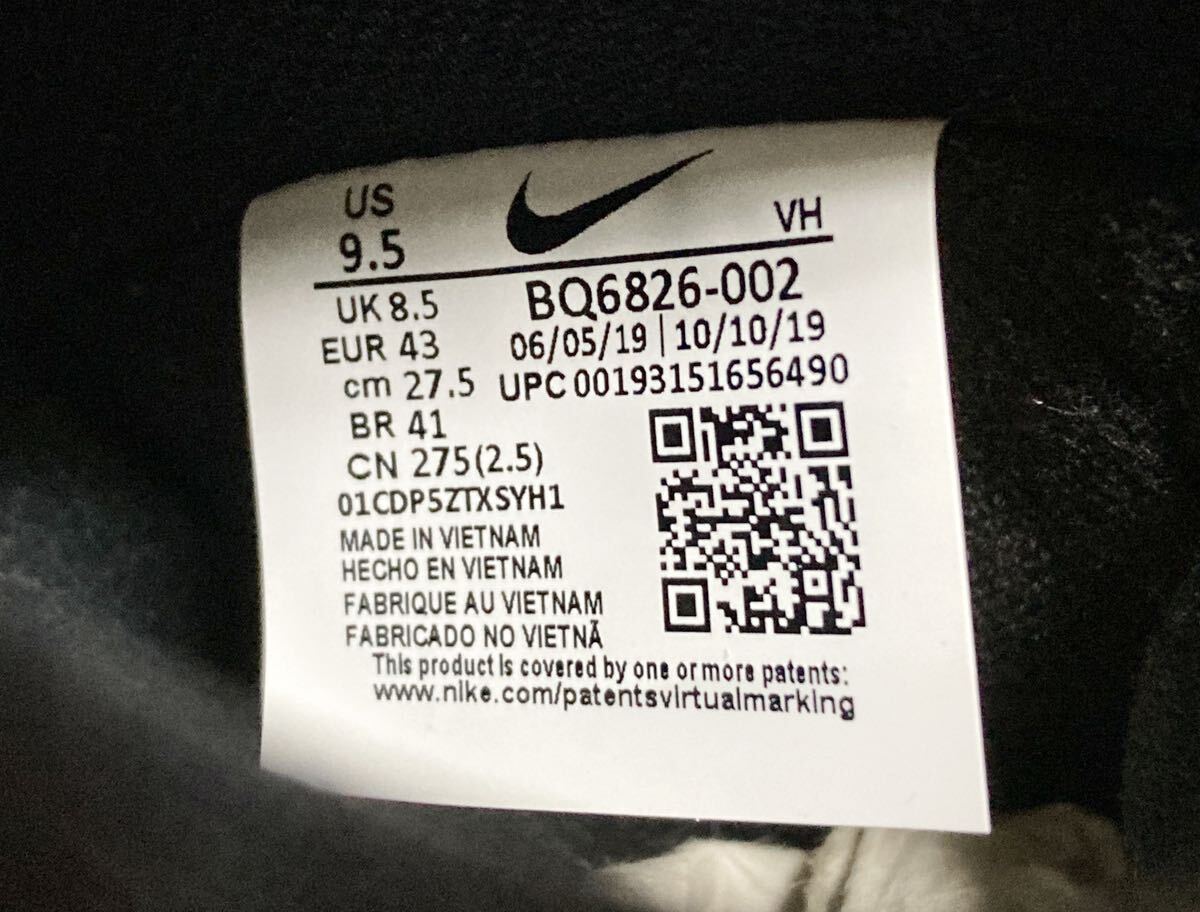 US
9.5
VH
UK 8.5
BQ6826-002
EUR 43
06/05/19 | 10/10/19
cm 27.5
UPC 00193151656490
BR 41
CN 275(2.5)
01CDP5ZTXSYH1
MADE IN VIETNAM
HECHO EN VIETNAM
FABRIQUE AU VIETNAM
FABRICADO NO VIETNÃ
This product is covered by one or more patents:
www.nike.com/patentsvirtualmarking